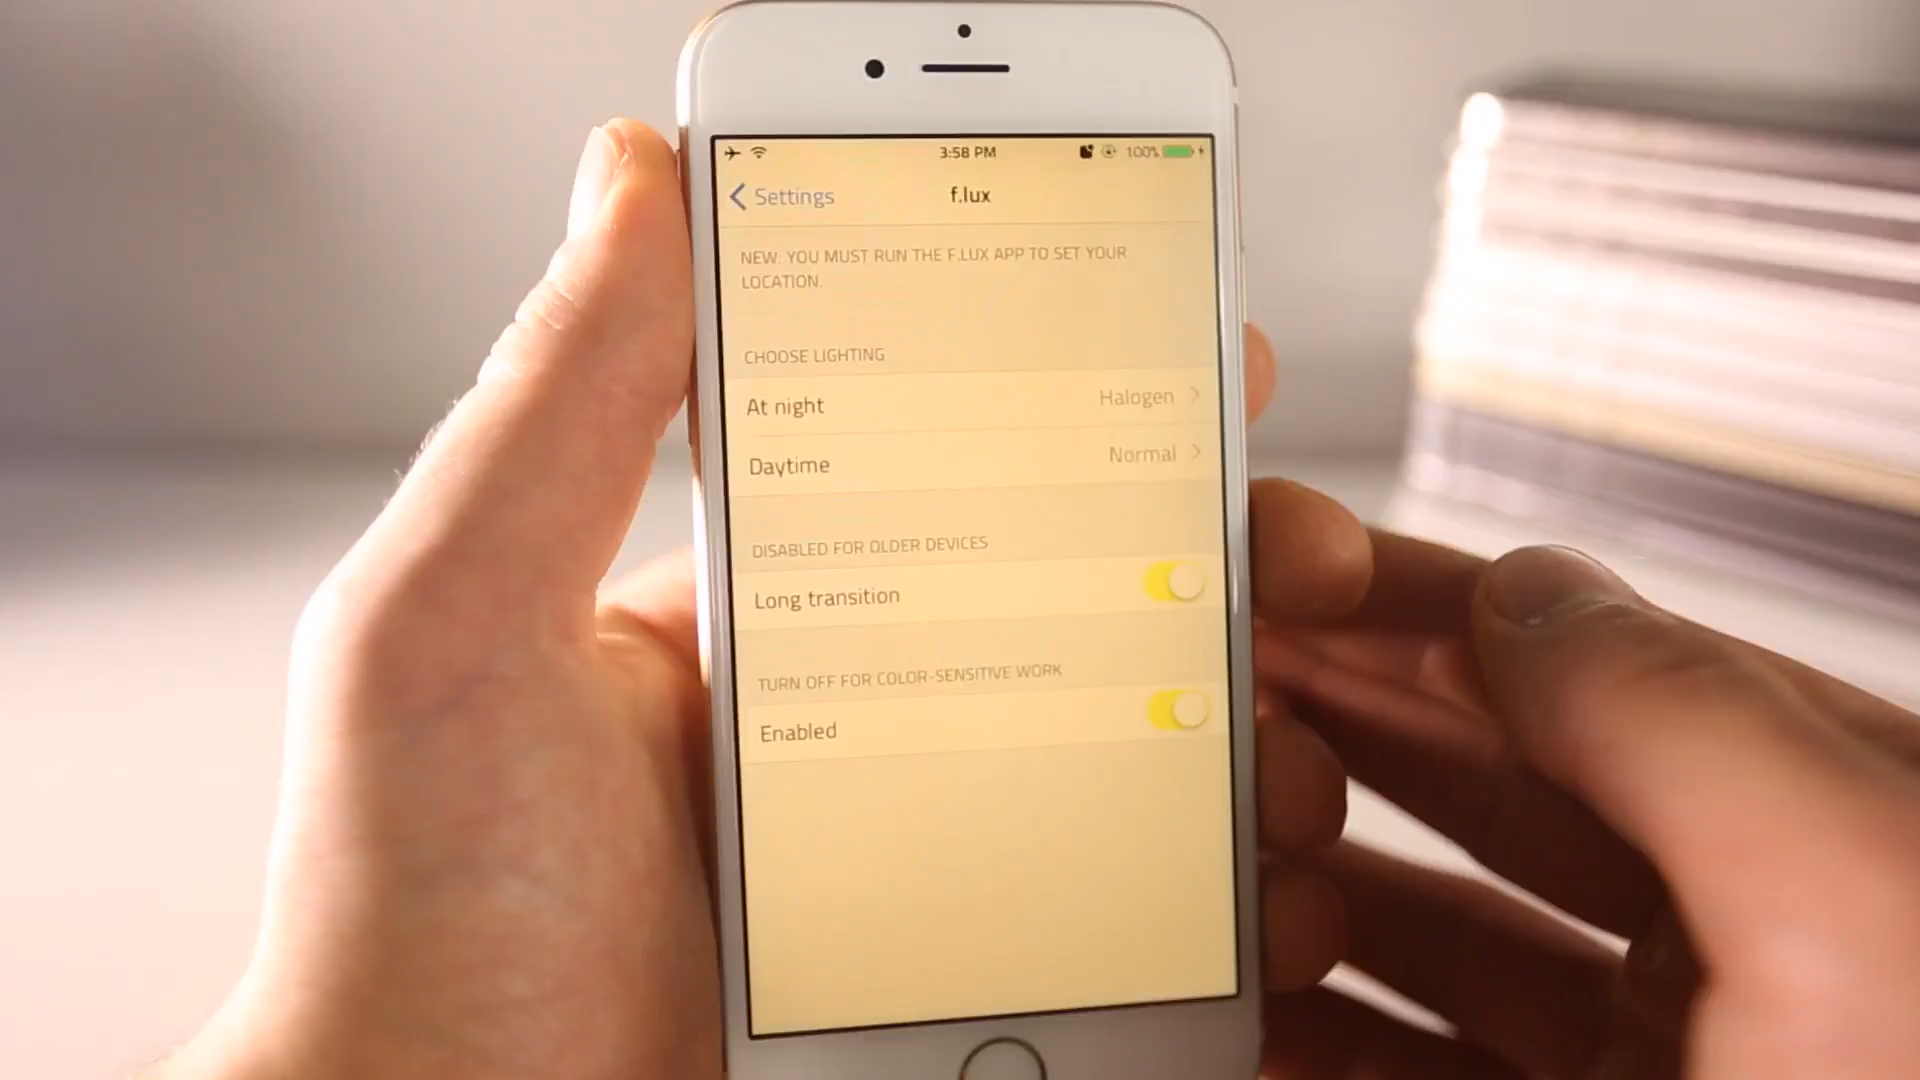 3:58 PM
100%
Settings
f.lux
NEW: YOU MUST RUN THE F.LUX APP TO SET YOUR
LOCATION.
CHOOSE LIGHTING
At night Halogen
Daytime Normal
DISABLED FOR OLDER DEVICES
Long transition
TURN OFF FOR COLOR-SENSITIVE WORK
Enabled